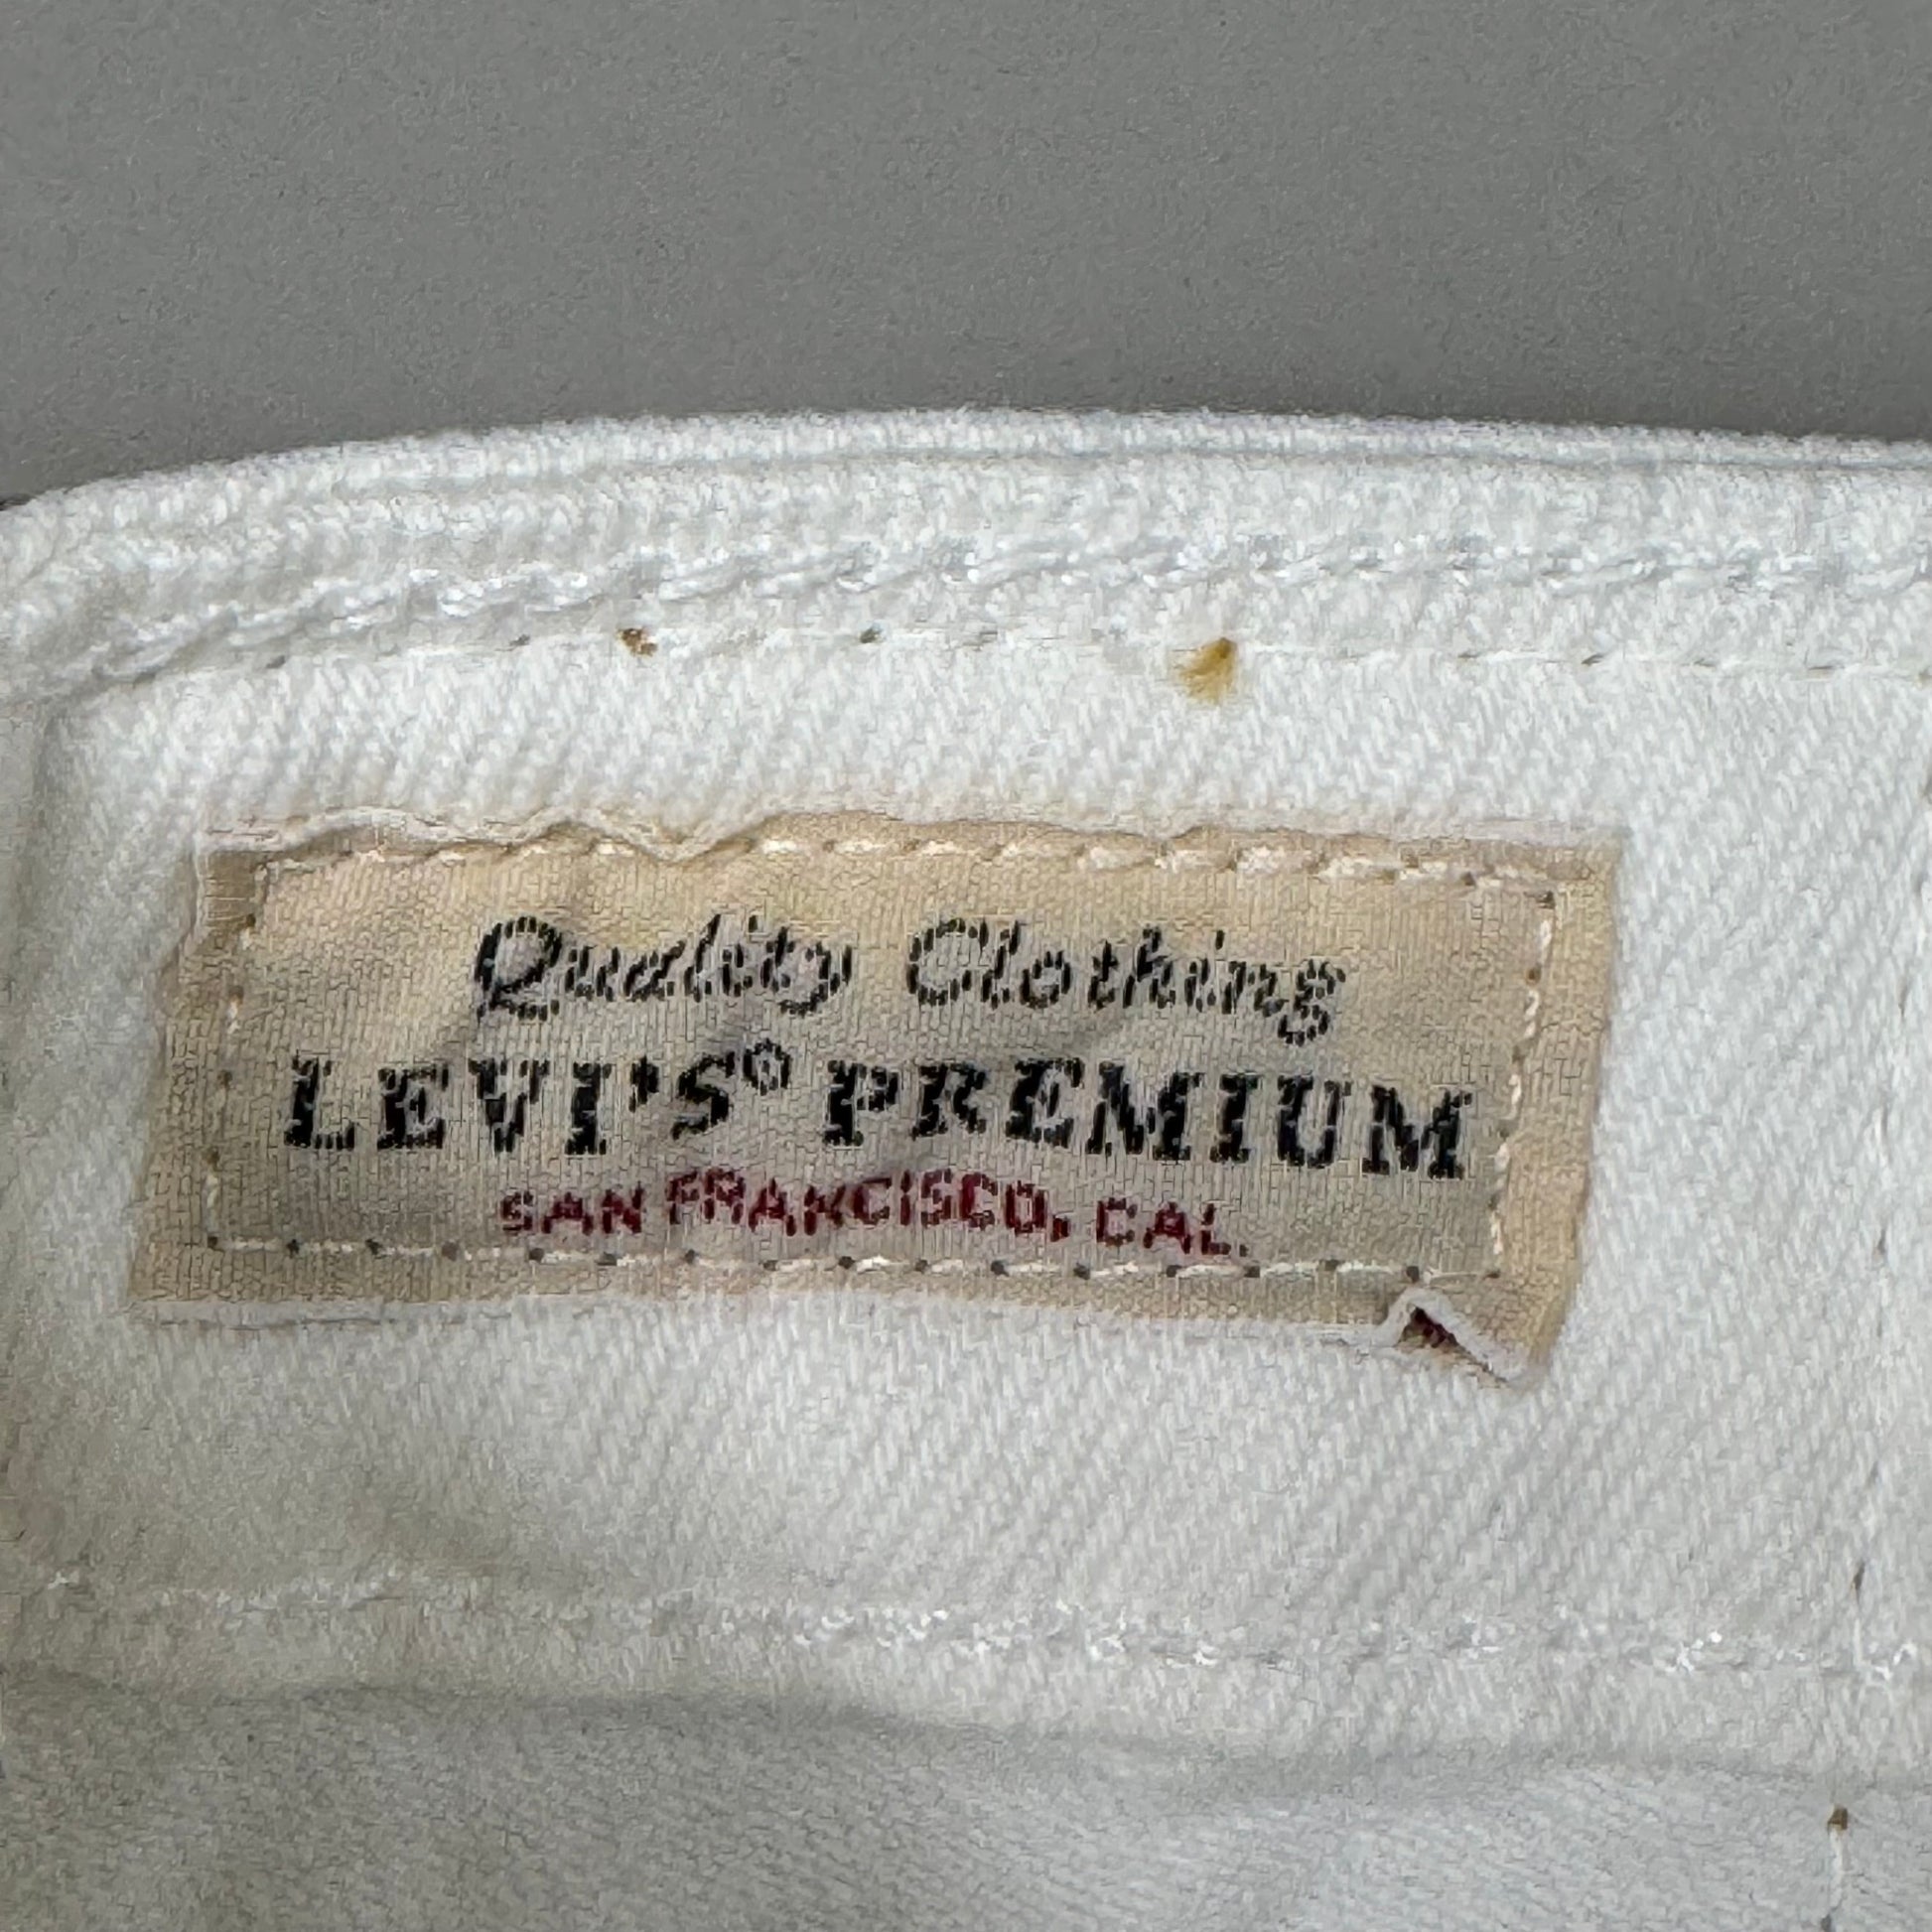 Quality Clothing
LEVI'S® PREMIUM
SAN FRANCISCO, CAL.